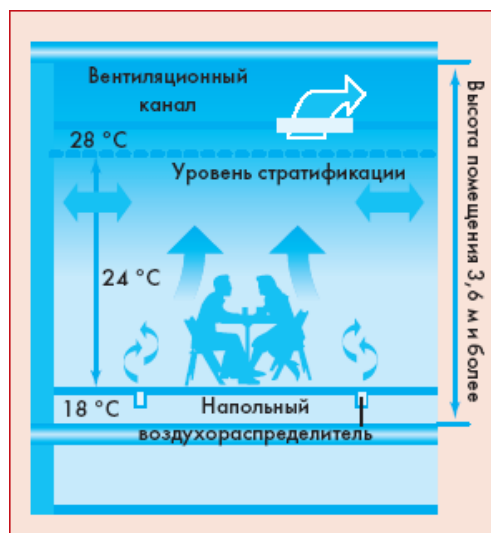 Вентиляционный
канал
28 °C
Уровень стратификации
24 °C
18 °C
Напольный
воздухораспределитель
Высота помещения 3,6 м и более